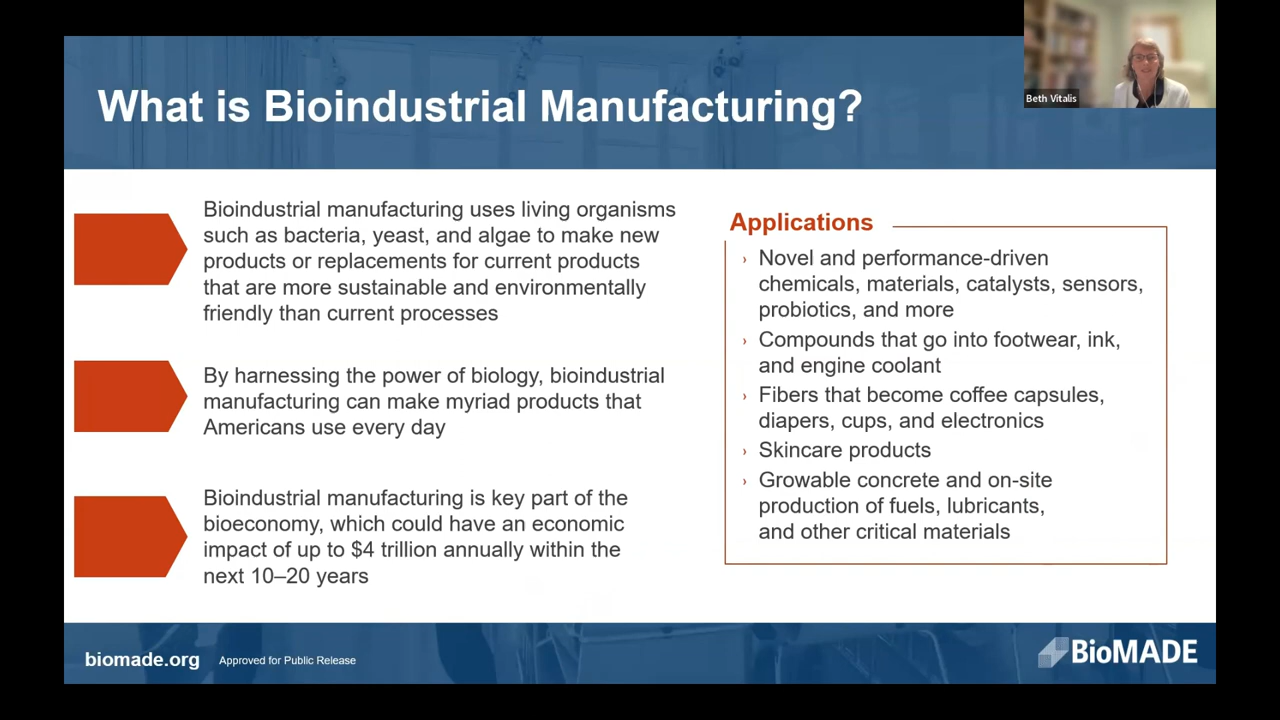 Beth Vitalis
What is Bioindustrial Manufacturing?
Bioindustrial manufacturing uses living organisms
such as bacteria, yeast, and algae to make new
products or replacements for current products
that are more sustainable and environmentally
friendly than current processes
By harnessing the power of biology, bioindustrial
manufacturing can make myriad products that
Americans use every day
Bioindustrial manufacturing is key part of the
bioeconomy, which could have an economic
impact of up to $4 trillion annually within the
next 10–20 years
Applications
› Novel and performance-driven
chemicals, materials, catalysts, sensors,
probiotics, and more
› Compounds that go into footwear, ink,
and engine coolant
› Fibers that become coffee capsules,
diapers, cups, and electronics
› Skincare products
› Growable concrete and on-site
production of fuels, lubricants,
and other critical materials
biomade.org Approved for Public Release
BioMADE